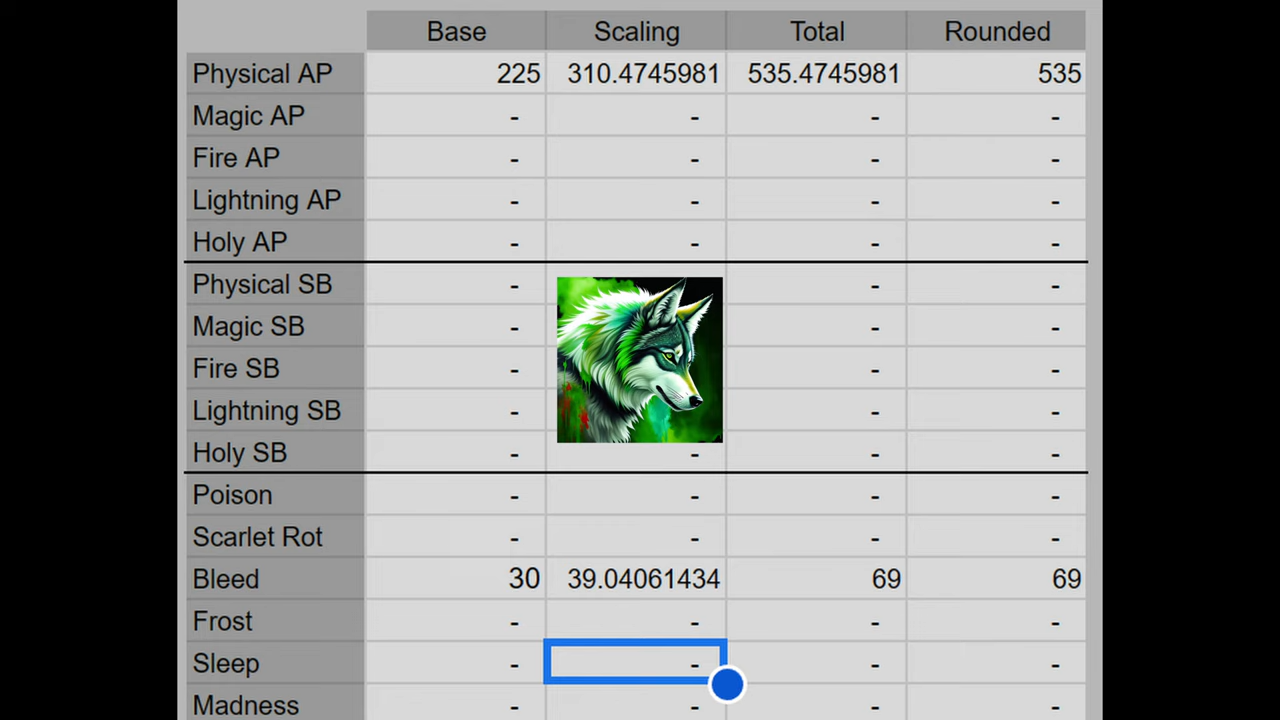 Base Scaling Total Rounded
Physical AP 225 310.4745981 535.4745981 535
Magic AP - - - -
Fire AP - - - -
Lightning AP - - - -
Holy AP - - - -
Physical SB - - -
Magic SB - - -
Fire SB - - -
Lightning SB - - -
Holy SB - - - -
Poison - - - -
Scarlet Rot - - - -
Bleed 30 39.04061434 69 69
Frost - - - -
Sleep - - - -
Madness - - - -